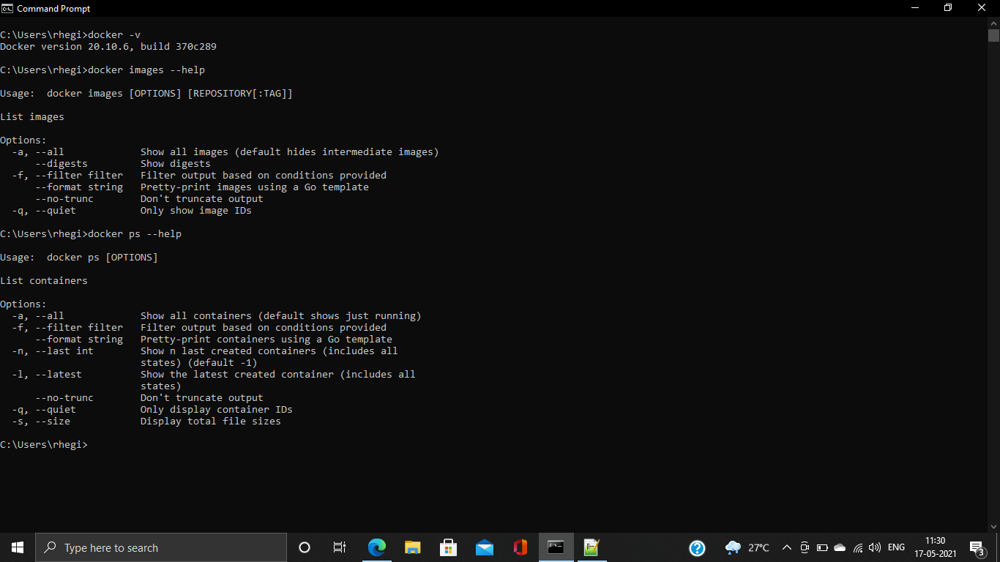 Command Prompt
C:\Users\rhegi>docker -v
Docker version 20.10.6, build 370c289
C:\Users\rhegi>docker images --help
Usage:  docker images [OPTIONS] [REPOSITORY[:TAG]]
List images
Options:
  -a, --all             Show all images (default hides intermediate images)
      --digests         Show digests
  -f, --filter filter   Filter output based on conditions provided
      --format string   Pretty-print images using a Go template
      --no-trunc        Don't truncate output
  -q, --quiet           Only show image IDs
C:\Users\rhegi>docker ps --help
Usage:  docker ps [OPTIONS]
List containers
Options:
  -a, --all             Show all containers (default shows just running)
  -f, --filter filter   Filter output based on conditions provided
      --format string   Pretty-print containers using a Go template
  -n, --last int        Show n last created containers (includes all
                        states) (default -1)
  -l, --latest          Show the latest created container (includes all
                        states)
      --no-trunc        Don't truncate output
  -q, --quiet           Only display container IDs
  -s, --size            Display total file sizes
C:\Users\rhegi>
Type here to search
27°C
ENG
11:30
17-05-2021
3